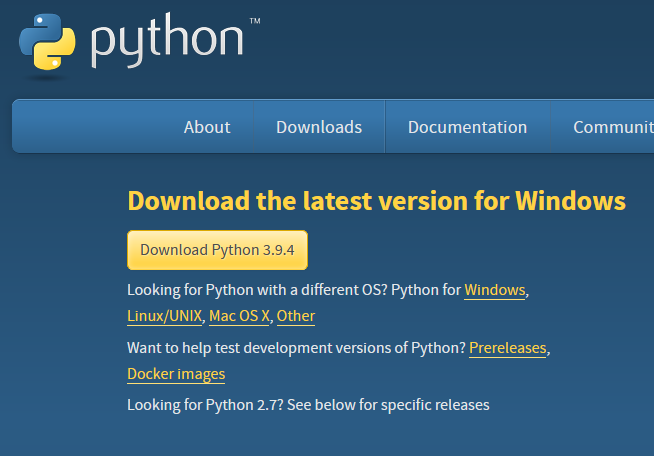 python™
About Downloads Documentation Communit
Download the latest version for Windows
Download Python 3.9.4
Looking for Python with a different OS? Python for Windows,
Linux/UNIX, Mac OS X, Other
Want to help test development versions of Python? Prereleases,
Docker images
Looking for Python 2.7? See below for specific releases